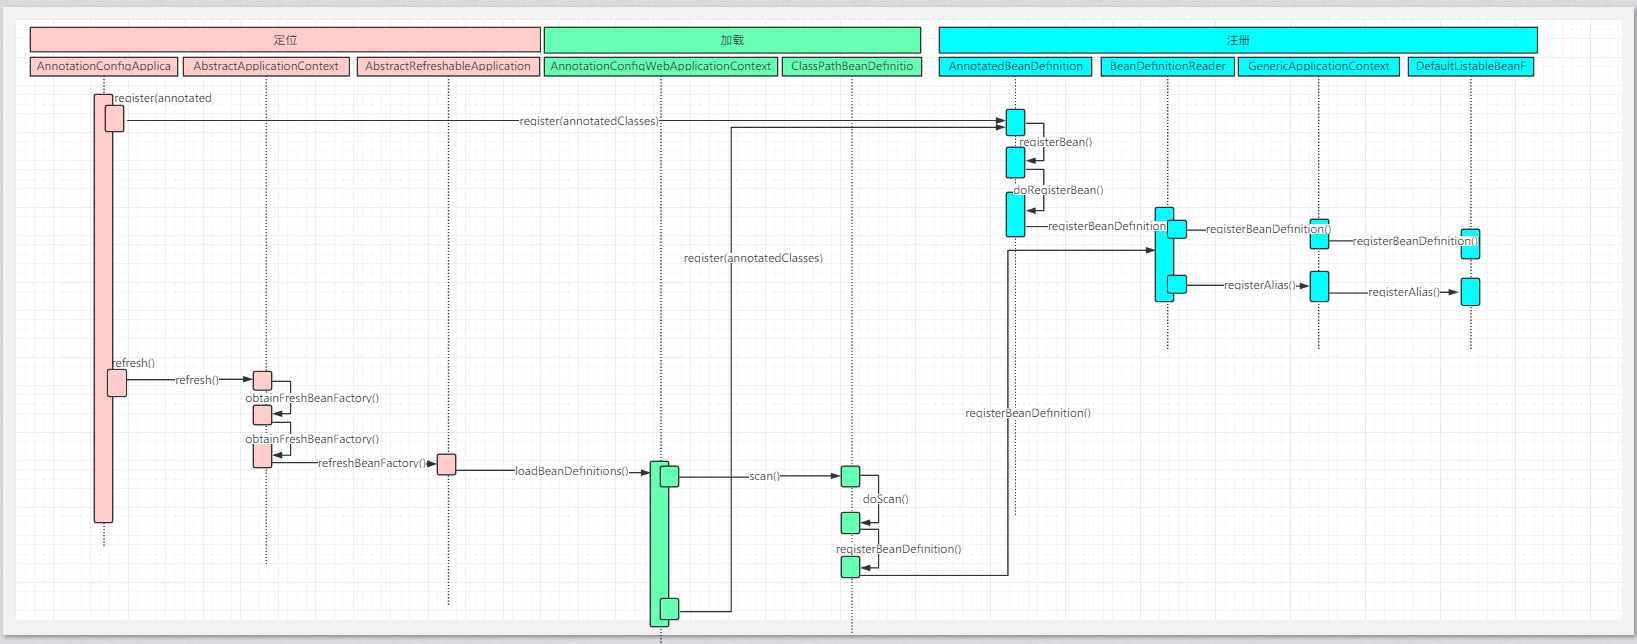 定位
加载
注册
AnnotationConfigApplica
AbstractApplicationContext
AbstractRefreshableApplication
AnnotationConfigWebApplicationContext
ClassPathBeanDefinitio
AnnotatedBeanDefinition
BeanDefinitionReader
GenericApplicationContext
DefaultListableBeanF
register(annotated
register(annotatedClasses)
registerBean()
doRegisterBean()
registerBeanDefinition
registerBeanDefinition()
registerBeanDefinition()
register(annotatedClasses)
registerAlias()
registerAlias()
refresh()
refresh()
obtainFreshBeanFactory()
registerBeanDefinition()
obtainFreshBeanFactory()
refreshBeanFactory()
loadBeanDefinitions()
scan()
doScan()
registerBeanDefinition()